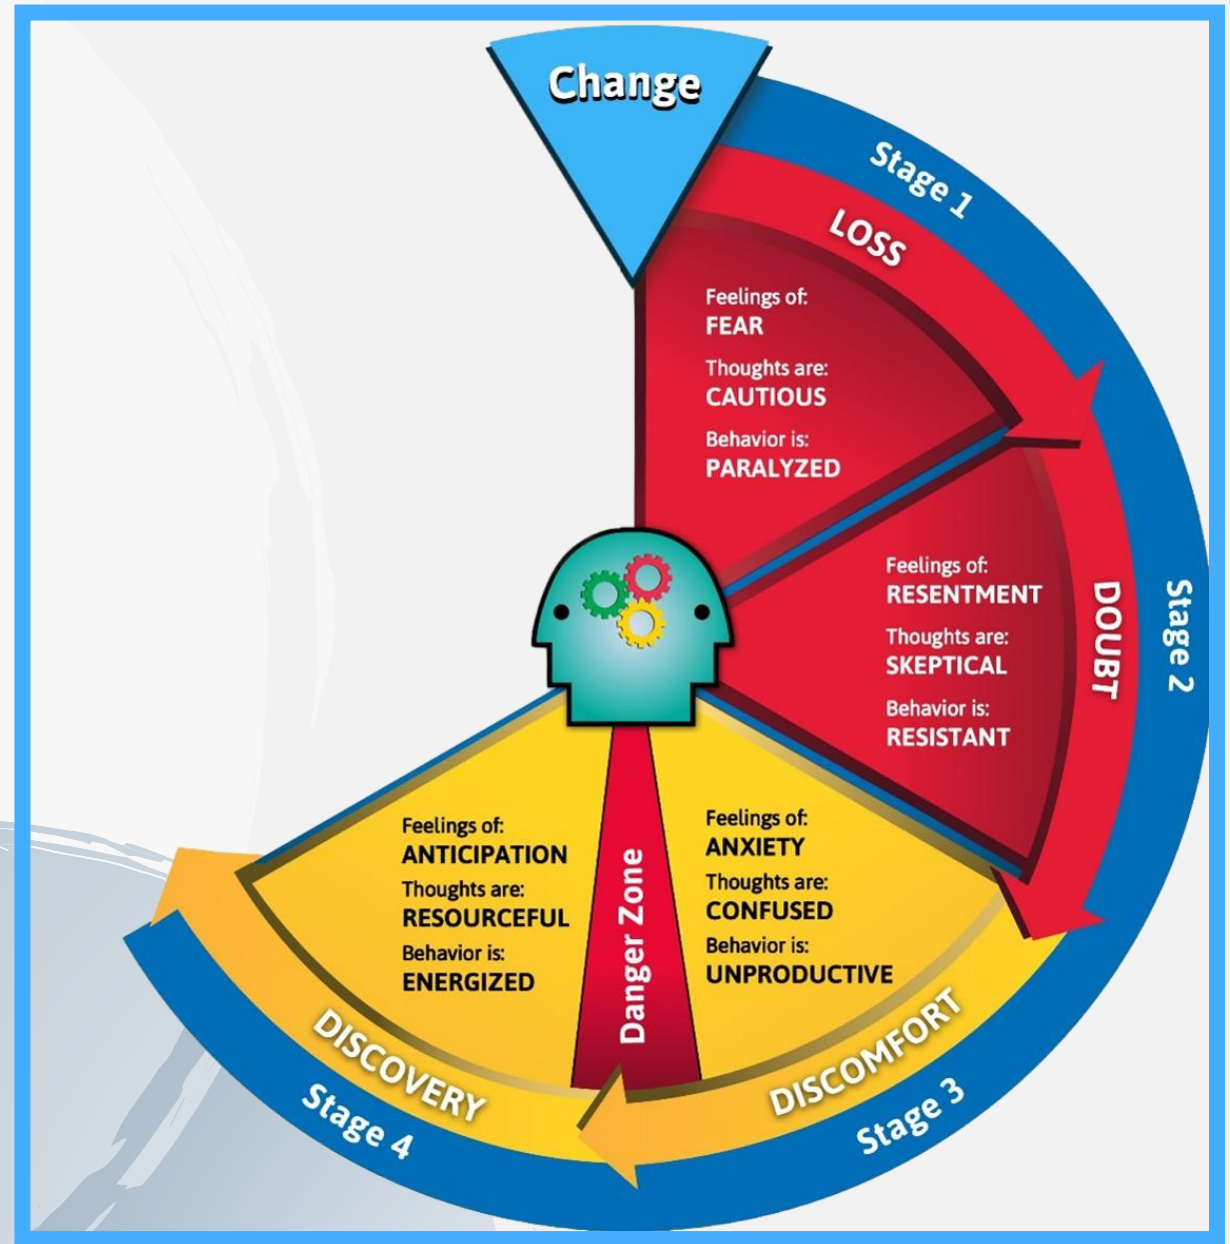 Change
Stage 1
LOSS
Feelings of:
FEAR
Thoughts are:
CAUTIOUS
Behavior is:
PARALYZED
Stage 2
DOUBT
Feelings of:
RESENTMENT
Thoughts are:
SKEPTICAL
Behavior is:
RESISTANT
Stage 3
DISCOMFORT
Feelings of:
ANXIETY
Thoughts are:
CONFUSED
Behavior is:
UNPRODUCTIVE
Danger Zone
Stage 4
DISCOVERY
Feelings of:
ANTICIPATION
Thoughts are:
RESOURCEFUL
Behavior is:
ENERGIZED